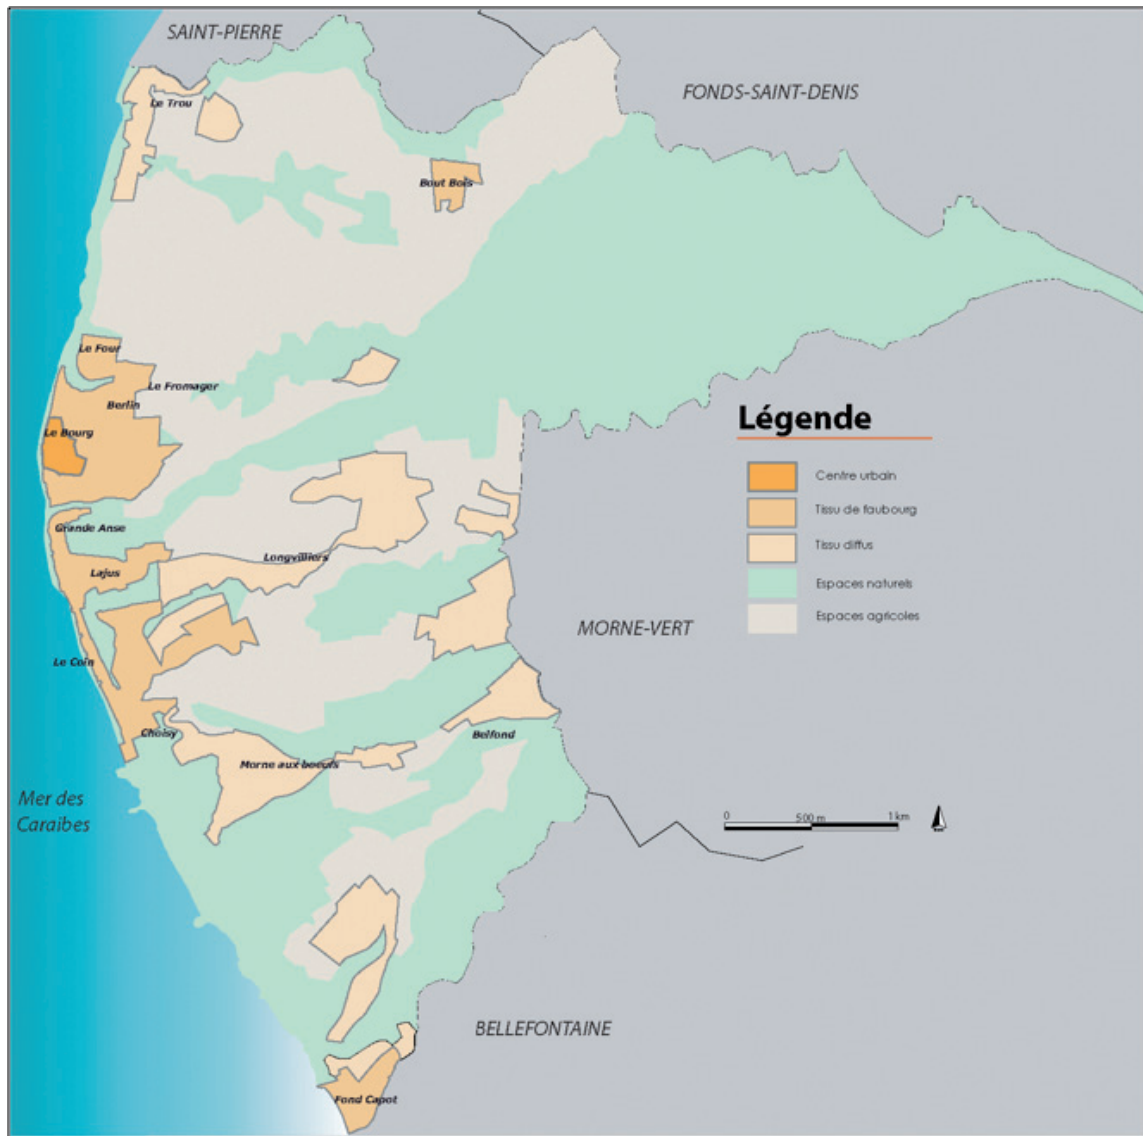 SAINT-PIERRE
FONDS-SAINT-DENIS
Le Trou
Bout Bois
Le Four
Le Fromager
Berlin
Le Bourg
Légende
Centre urbain
Tissu de faubourg
Tissu diffus
Espaces naturels
Espaces agricoles
Grande Anse
Longvilliers
Lajus
MORNE-VERT
Le Coin
Choisy
Belfond
Morne aux boeufs
Mer des
Caraibes
0 500 m 1 km
BELLEFONTAINE
Fond Capot